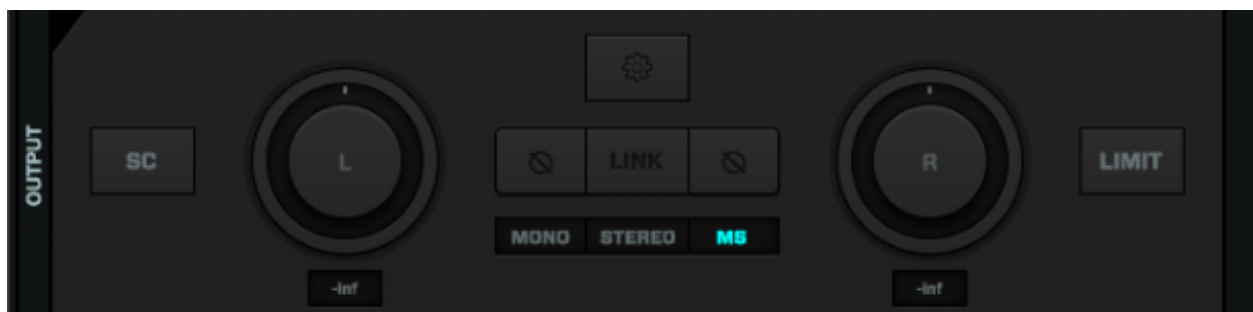 OUTPUT
SC
L
LINK
R
LIMIT
MONO STEREO MS
-inf
-inf